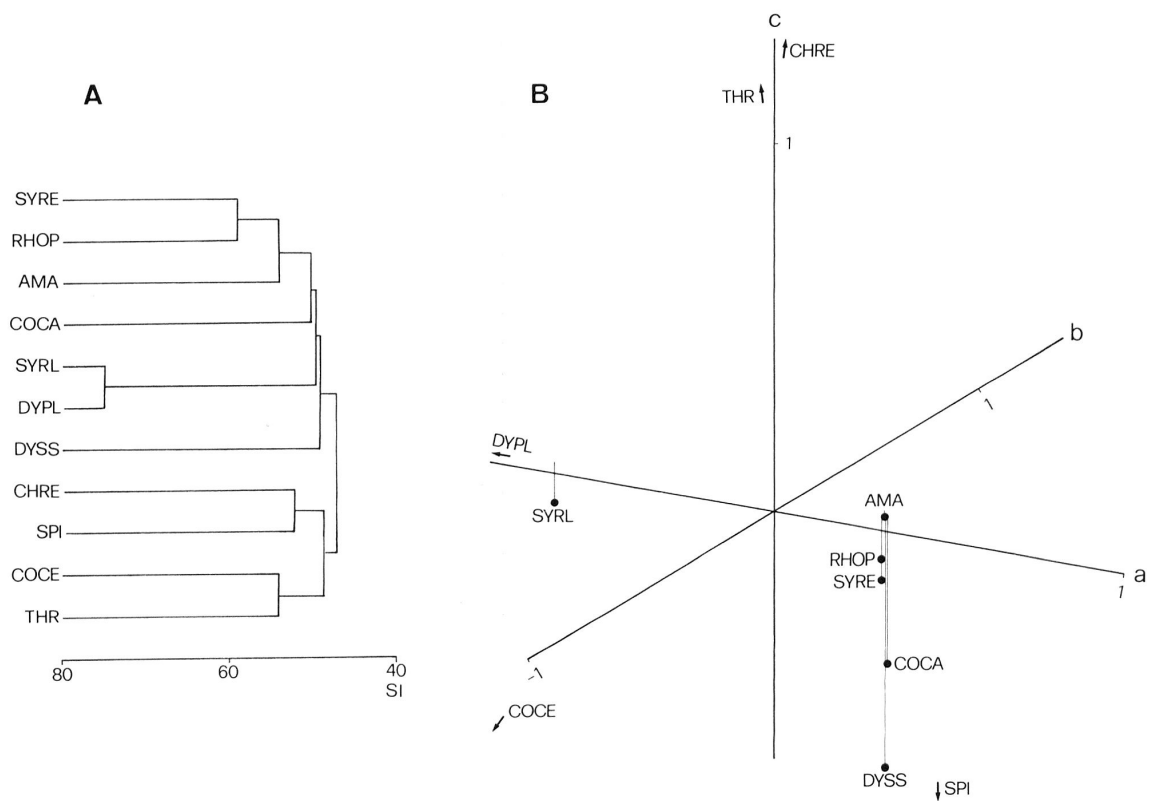 A
SYRE
RHOP
AMA
COCA
SYRL
DYPL
DYSS
CHRE
SPI
COCE
THR
80 60 40
SI
B
c
CHRE
THR
1
b
1
DYPL
SYRL
AMA
RHOP
SYRE
a
1
COCA
-1
COCE
DYSS
SPI